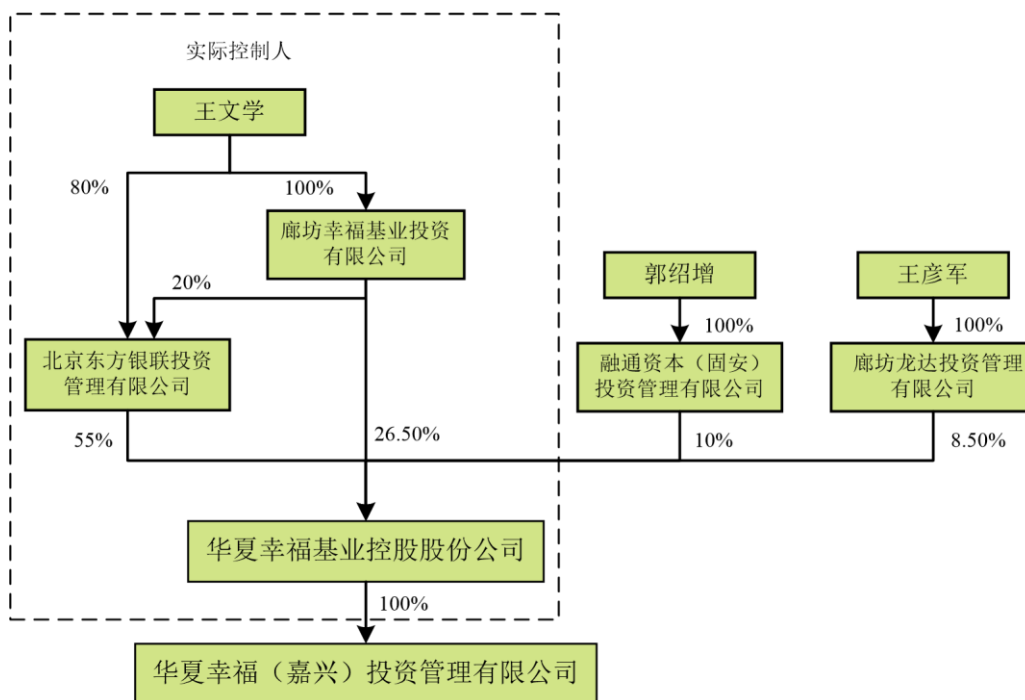 实际控制人
王文学
80%
100%
廊坊幸福基业投资
有限公司
20%
郭绍增
王彦军
100%
100%
北京东方银联投资
管理有限公司
融通资本（固安）
投资管理有限公司
廊坊龙达投资管理
有限公司
55%
26.50%
10%
8.50%
华夏幸福基业控股股份公司
100%
华夏幸福（嘉兴）投资管理有限公司